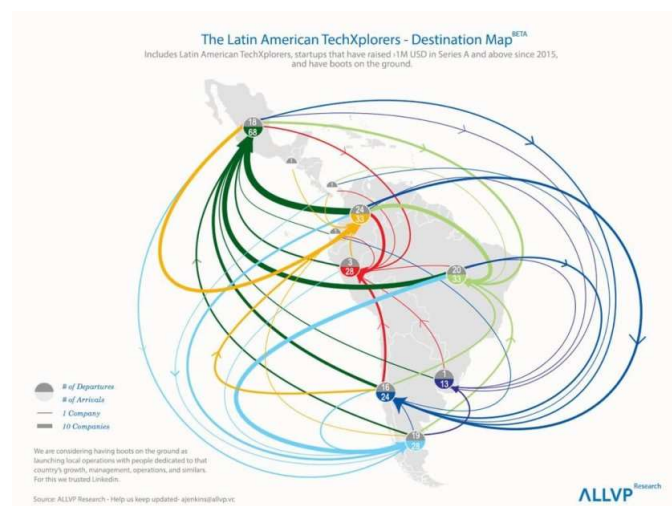 The Latin American TechXplorers - Destination Map BETA
Includes Latin American TechXplorers, startups that have raised >1M USD in Series A and above since 2015,
and have boots on the ground.
18
68
24
33
3
28
20
33
16
24
13
19
# of Departures
# of Arrivals
1 Company
10 Companies
We are considering having boots on the ground as
launching local operations with people dedicated to that
country's growth, management, operations, and similars.
For this we trusted Linkedin.
Source: ALLVP Research - Help us keep updated- ajenkins@allvp.vc
ALLVP Research